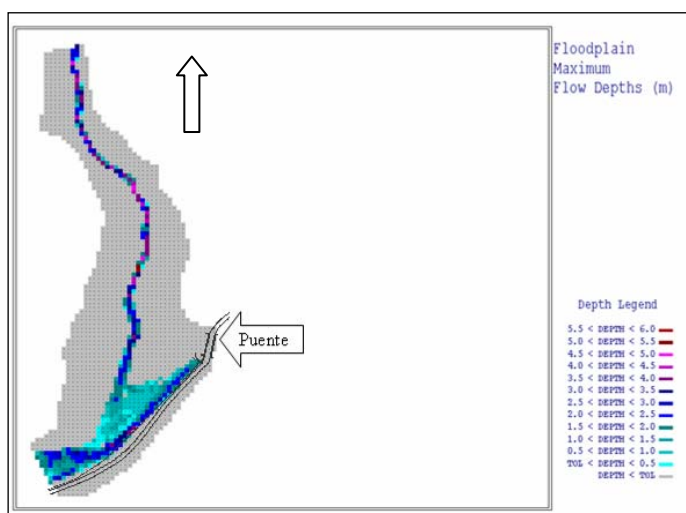 Floodplain
Maximum
Flow Depths (m)
Puente
Depth Legend
5.5 < DEPTH < 6.0
5.0 < DEPTH < 5.5
4.5 < DEPTH < 5.0
4.0 < DEPTH < 4.5
3.5 < DEPTH < 4.0
3.0 < DEPTH < 3.5
2.5 < DEPTH < 3.0
2.0 < DEPTH < 2.5
1.5 < DEPTH < 2.0
1.0 < DEPTH < 1.5
0.5 < DEPTH < 1.0
TOL < DEPTH < 0.5
DEPTH < TOL